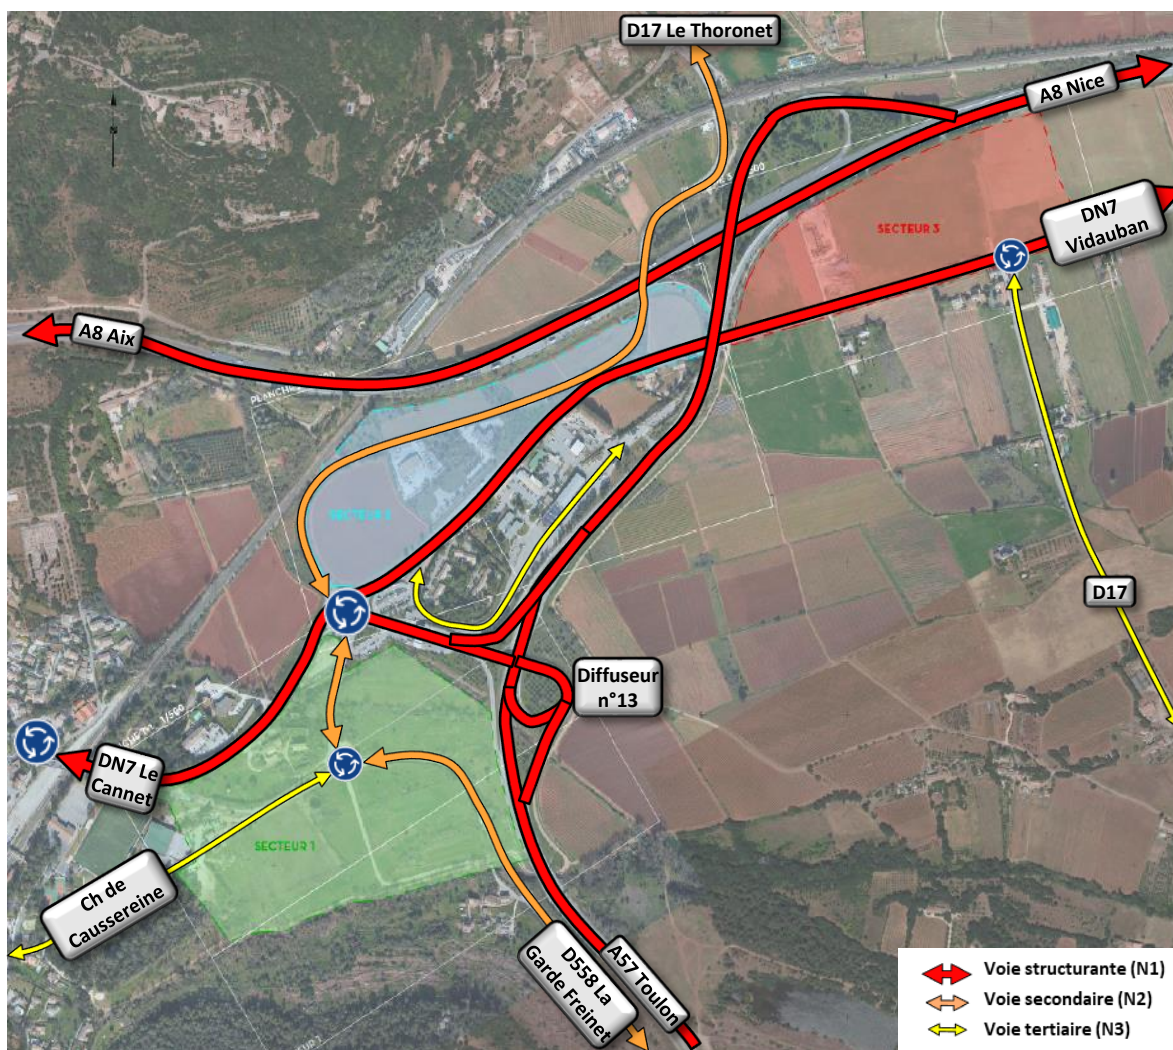 D17 Le Thoronet
A8 Nice
DN7
Vidauban
SECTEUR 3
A8 Aix
SECTEUR 2
D17
Diffuseur
n°13
DN7 Le
Cannet
SECTEUR 1
Ch de
Caussereine
D558 La
Garde Freinet
A57 Toulon
Voie structurante (N1)
Voie secondaire (N2)
Voie tertiaire (N3)